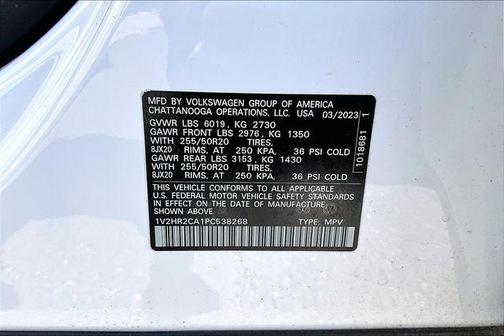 MFD BY VOLKSWAGEN GROUP OF AMERICA
CHATTANOOGA OPERATIONS, LLC. USA 03/2023
GVWR LBS 6019, KG 2730
GAWR FRONT LBS 2976, KG 1350
WITH 255/50R20 TIRES,
8JX20 RIMS, AT 250 KPA, 36 PSI COLD
GAWR REAR LBS 3153, KG 1430
WITH 255/50R20 TIRES,
8JX20 RIMS, AT 250 KPA, 36 PSI COLD
THIS VEHICLE CONFORMS TO ALL APPLICABLE
U.S. FEDERAL MOTOR VEHICLE SAFETY STANDARDS
IN EFFECT ON THE DATE OF MANUFACTURE
SHOWN ABOVE.
1V2HR2CA1PC538268 TYPE: MPV
1018681 1